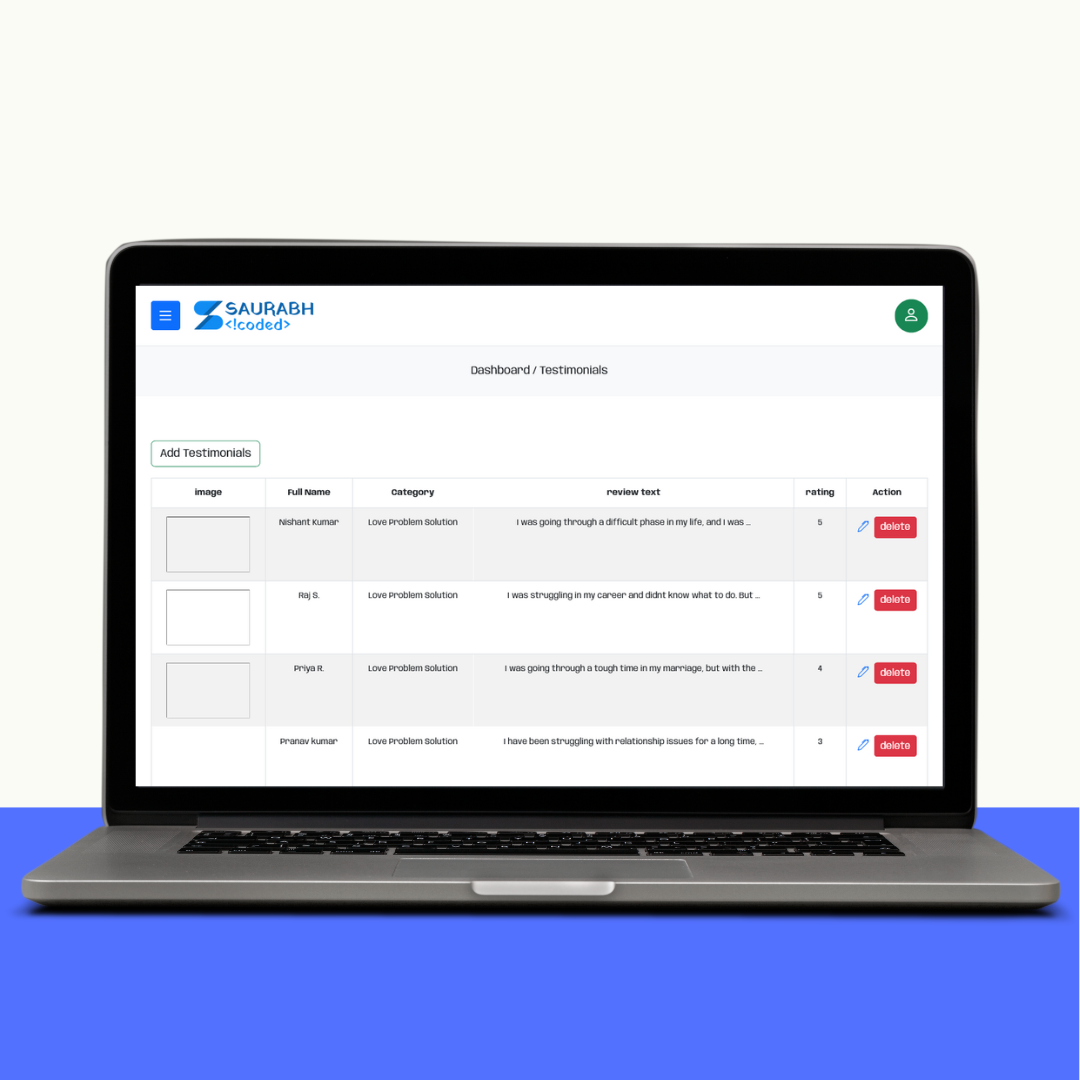 SAURABH
<!coded>
Dashboard / Testimonials
Add Testimonials
image Full Name Category review text rating Action
Nishant Kumar Love Problem Solution I was going through a difficult phase in my life, and I was ... 5 delete
Raj S. Love Problem Solution I was struggling in my career and didnt know what to do. But ... 5 delete
Priya R. Love Problem Solution I was going through a tough time in my marriage, but with the ... 4 delete
Pranav kumar Love Problem Solution I have been struggling with relationship issues for a long time, ... 3 delete